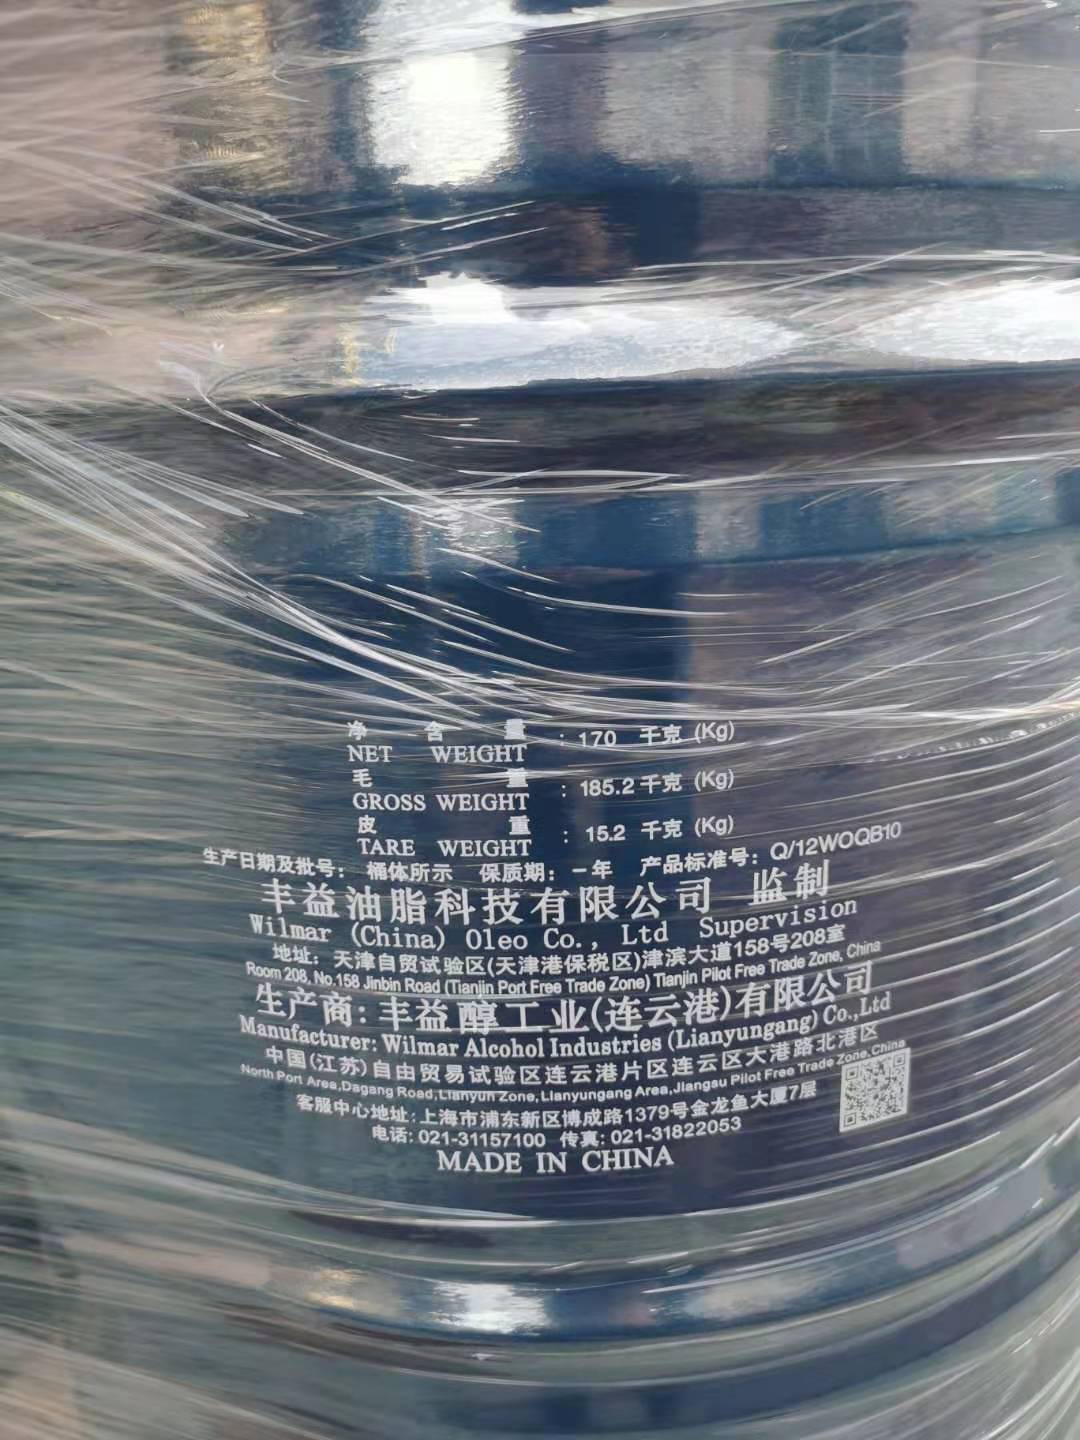 净含量 : 170 千克 (Kg)
NET WEIGHT
毛重 : 185.2 千克 (Kg)
GROSS WEIGHT
皮重 : 15.2 千克 (Kg)
TARE WEIGHT
生产日期及批号: 桶体所示 保质期: 一年 产品标准号: Q/12WOQB10
丰益油脂科技有限公司 监制
Wilmar (China) Oleo Co., Ltd Supervision
地址: 天津自贸试验区(天津港保税区)津滨大道158号208室
Room 208, No.158 Jinbin Road (Tianjin Port Free Trade Zone) Tianjin Pilot Free Trade Zone, China
生产商: 丰益醇工业(连云港)有限公司
Manufacturer: Wilmar Alcohol Industries (Lianyungang) Co.,Ltd
中国(江苏)自由贸易试验区连云港片区连云区大港路北港区
North Port Area,Dagang Road,Lianyun Zone,Lianyungang Area,Jiangsu Pilot Free Trade Zone,China
客服中心地址: 上海市浦东新区博成路1379号金龙鱼大厦7层
电话: 021-31157100 传真: 021-31822053
MADE IN CHINA